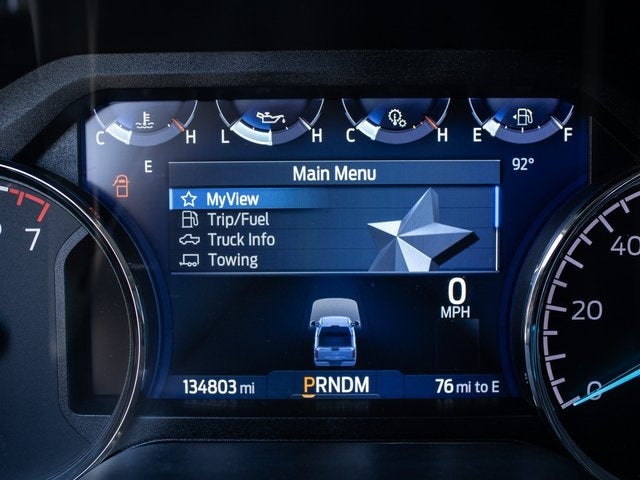 C H L H C H E F
E
92°
Main Menu
MyView
Trip/Fuel
Truck Info
Towing
7
40
20
0
0
MPH
134803 mi
PRNDM
76 mi to E